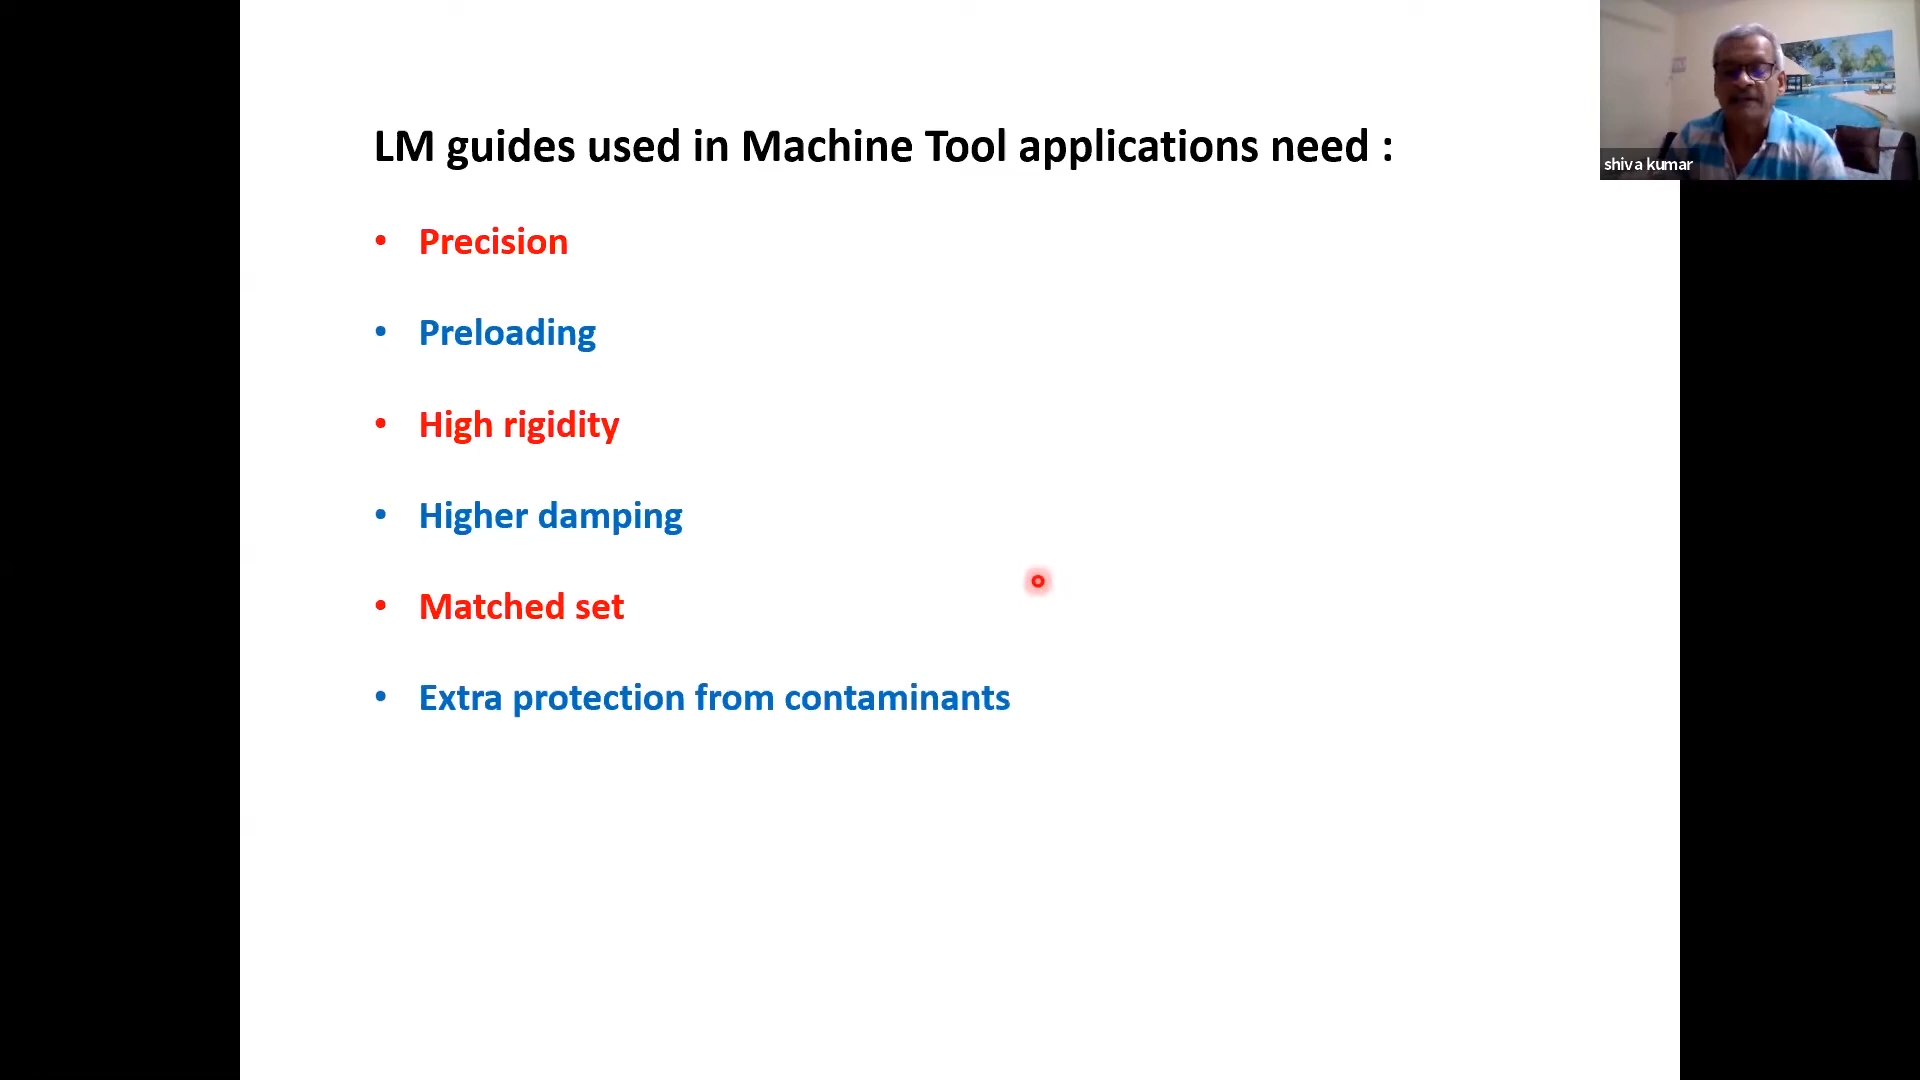 LM guides used in Machine Tool applications need :
• Precision
• Preloading
• High rigidity
• Higher damping
• Matched set
• Extra protection from contaminants
shiva kumar